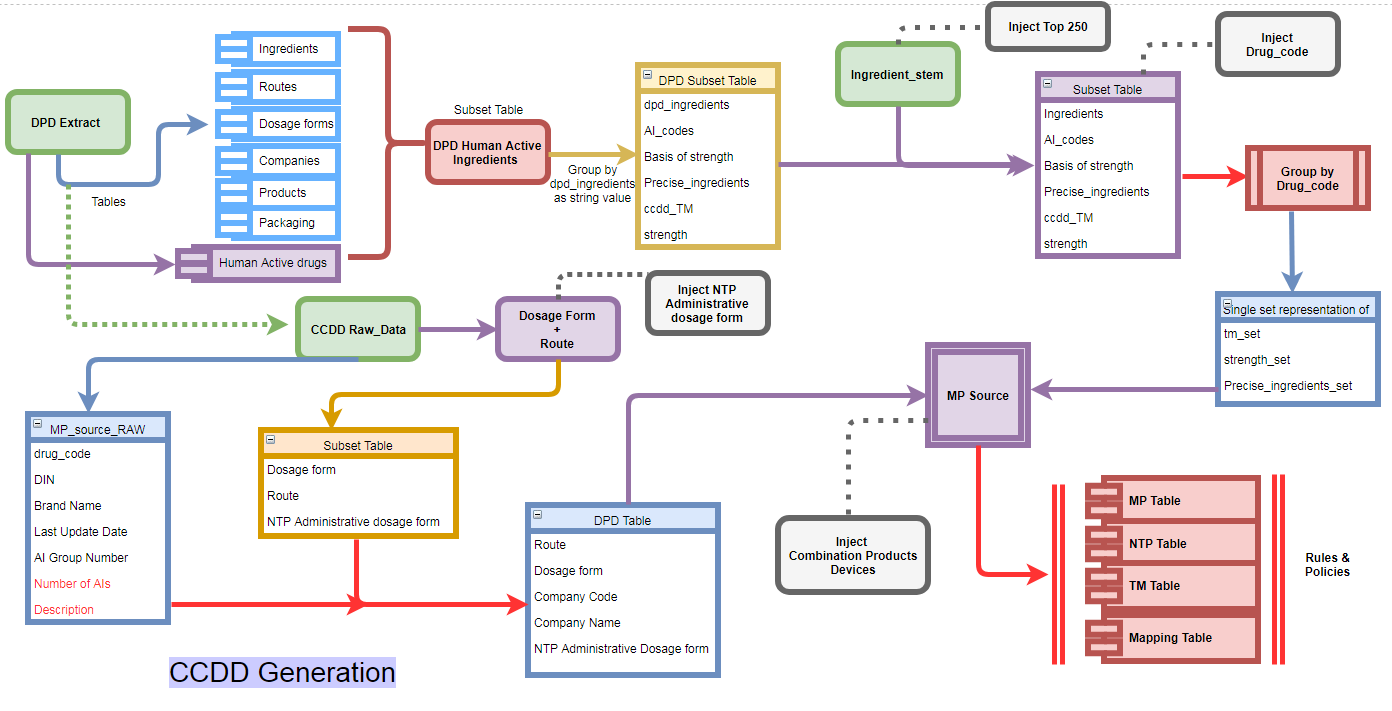 Inject Top 250
Inject
Drug_code
Ingredients
Routes
Dosage forms
Companies
Products
Packaging
Human Active drugs
DPD Extract
Tables
Subset Table
DPD Human Active
Ingredients
Group by
dpd_ingredients
as string value
DPD Subset Table
dpd_ingredients
AI_codes
Basis of strength
Precise_ingredients
ccdd_TM
strength
Ingredient_stem
Subset Table
Ingredients
AI_codes
Basis of strength
Precise_ingredients
ccdd_TM
strength
Group by
Drug_code
Single set representation of
tm_set
strength_set
Precise_ingredients_set
CCDD Raw_Data
Dosage Form
+
Route
Inject NTP
Administrative
dosage form
MP Source
MP_source_RAW
drug_code
DIN
Brand Name
Last Update Date
AI Group Number
Number of AIs
Description
Subset Table
Dosage form
Route
NTP Administrative dosage form
DPD Table
Route
Dosage form
Company Code
Company Name
NTP Administrative Dosage form
Inject
Combination Products
Devices
MP Table
NTP Table
TM Table
Mapping Table
Rules &
Policies
CCDD Generation